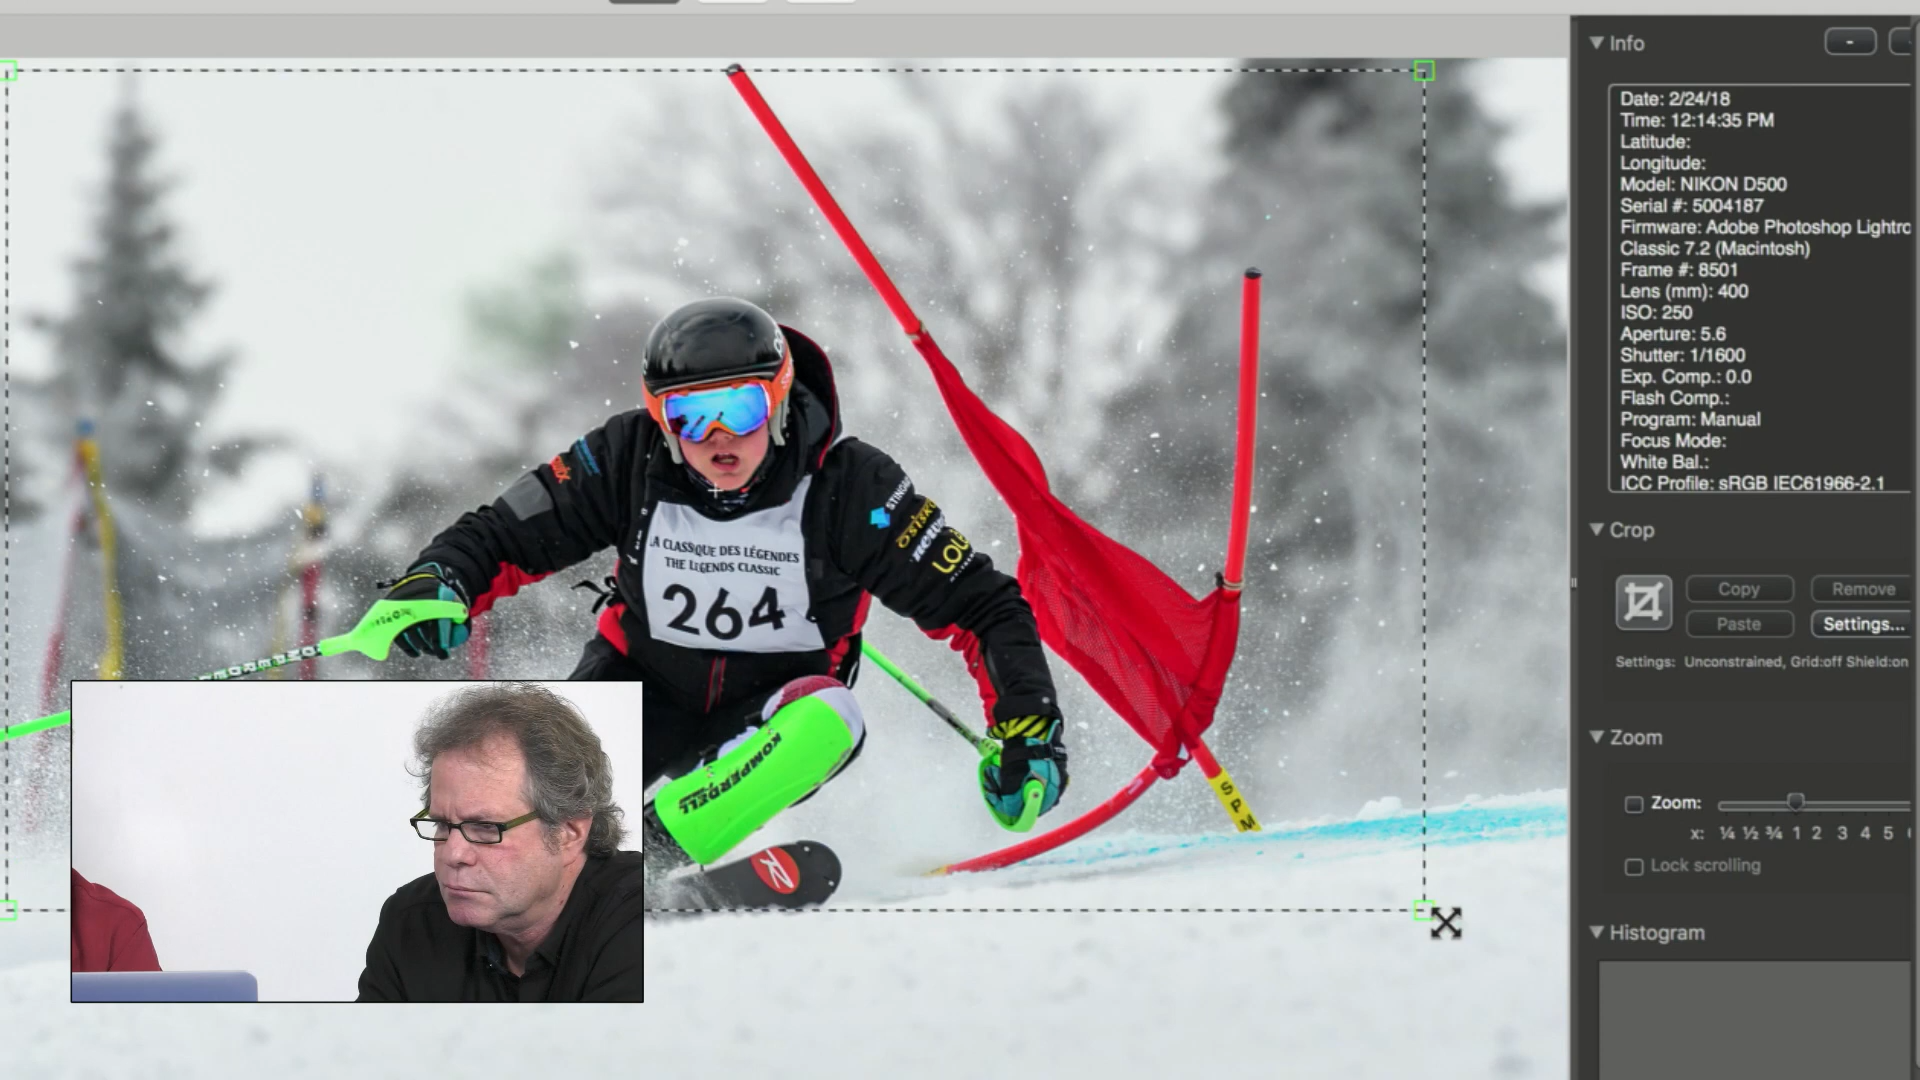 Info
-
Date: 2/24/18
Time: 12:14:35 PM
Latitude:
Longitude:
Model: NIKON D500
Serial #: 5004187
Firmware: Adobe Photoshop Lightro
Classic 7.2 (Macintosh)
Frame #: 8501
Lens (mm): 400
ISO: 250
Aperture: 5.6
Shutter: 1/1600
Exp. Comp.: 0.0
Flash Comp.:
Program: Manual
Focus Mode:
White Bal.:
ICC Profile: sRGB IEC61966-2.1
Crop
Copy
Remove
Paste
Settings...
Settings: Unconstrained, Grid:off Shield:on
Zoom
Zoom:
x: ¼ ½ ¾ 1 2 3 4 5
Lock scrolling
Histogram
LA CLASSIQUE DES LÉGENDES
THE LEGENDS CLASSIC
264
KOMPERDELL
SPM
R